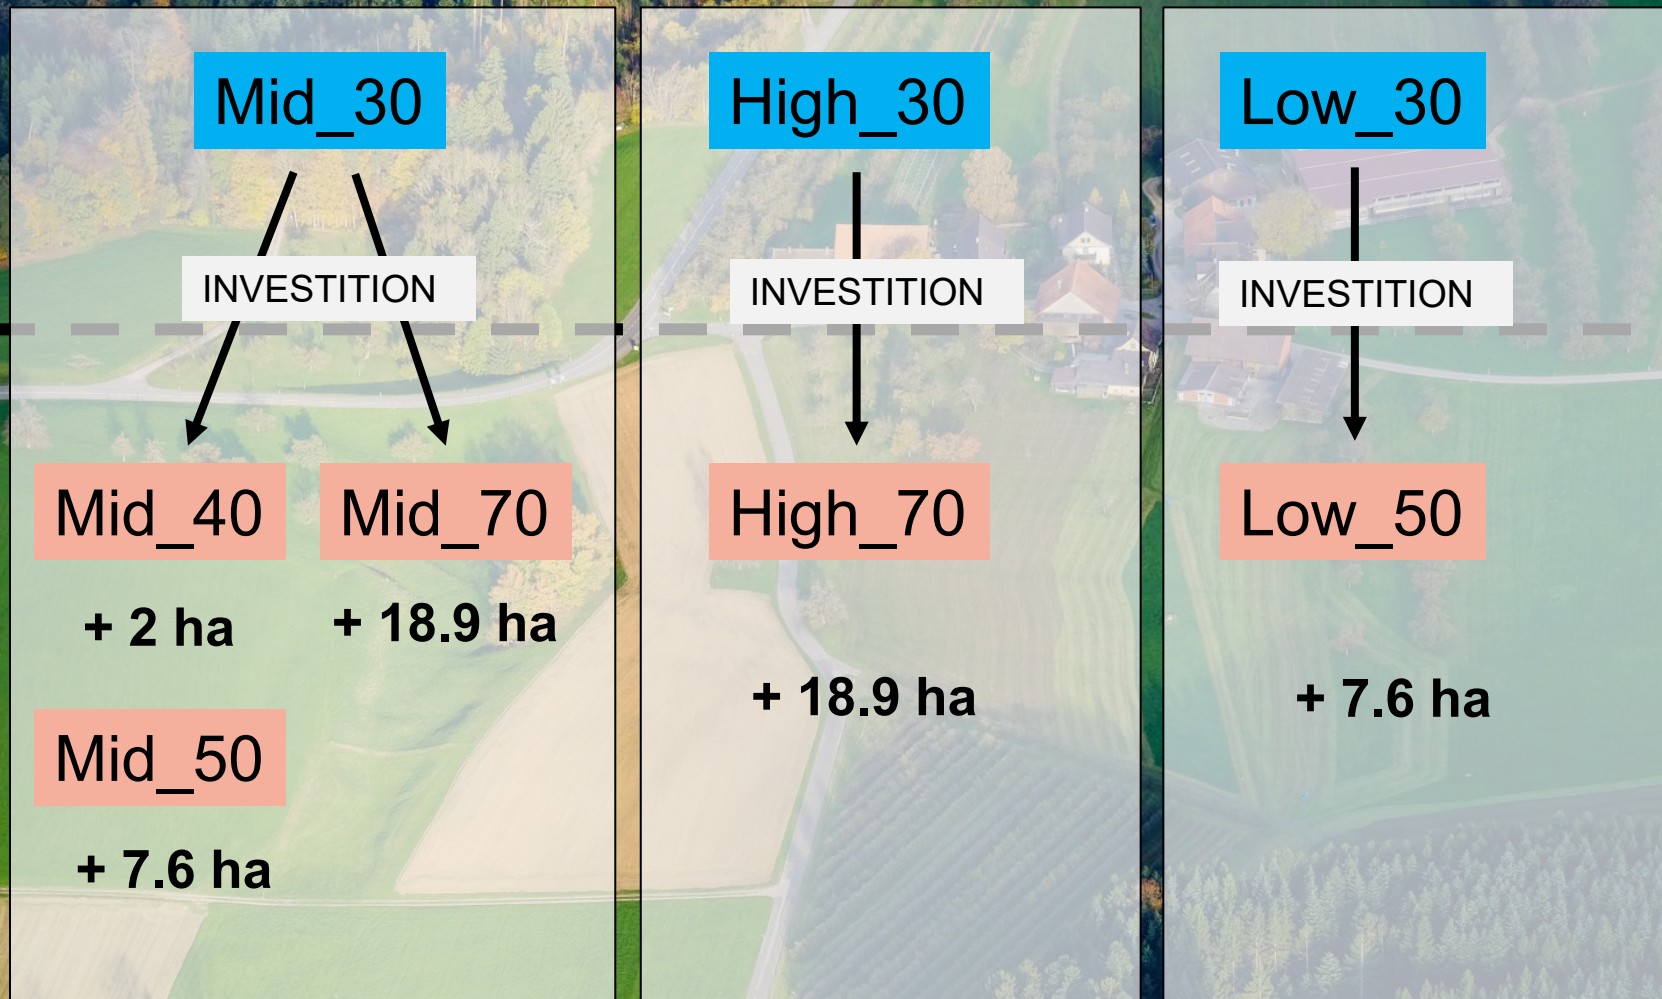 Mid_30
INVESTITION
Mid_40
Mid_70
+ 2 ha
+ 18.9 ha
Mid_50
+ 7.6 ha
High_30
INVESTITION
High_70
+ 18.9 ha
Low_30
INVESTITION
Low_50
+ 7.6 ha